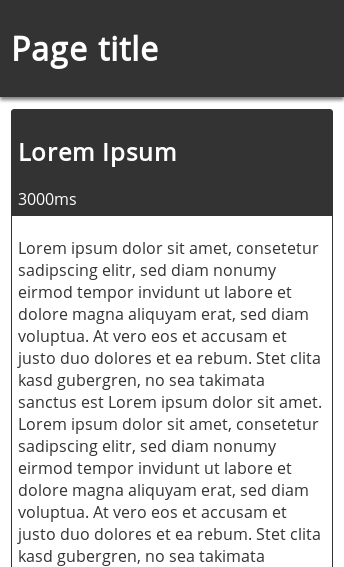 Page title
Lorem Ipsum
3000ms
Lorem ipsum dolor sit amet, consetetur
sadipscing elitr, sed diam nonumy
eirmod tempor invidunt ut labore et
dolore magna aliquyam erat, sed diam
voluptua. At vero eos et accusam et
justo duo dolores et ea rebum. Stet clita
kasd gubergren, no sea takimata
sanctus est Lorem ipsum dolor sit amet.
Lorem ipsum dolor sit amet, consetetur
sadipscing elitr, sed diam nonumy
eirmod tempor invidunt ut labore et
dolore magna aliquyam erat, sed diam
voluptua. At vero eos et accusam et
justo duo dolores et ea rebum. Stet clita
kasd gubergren, no sea takimata